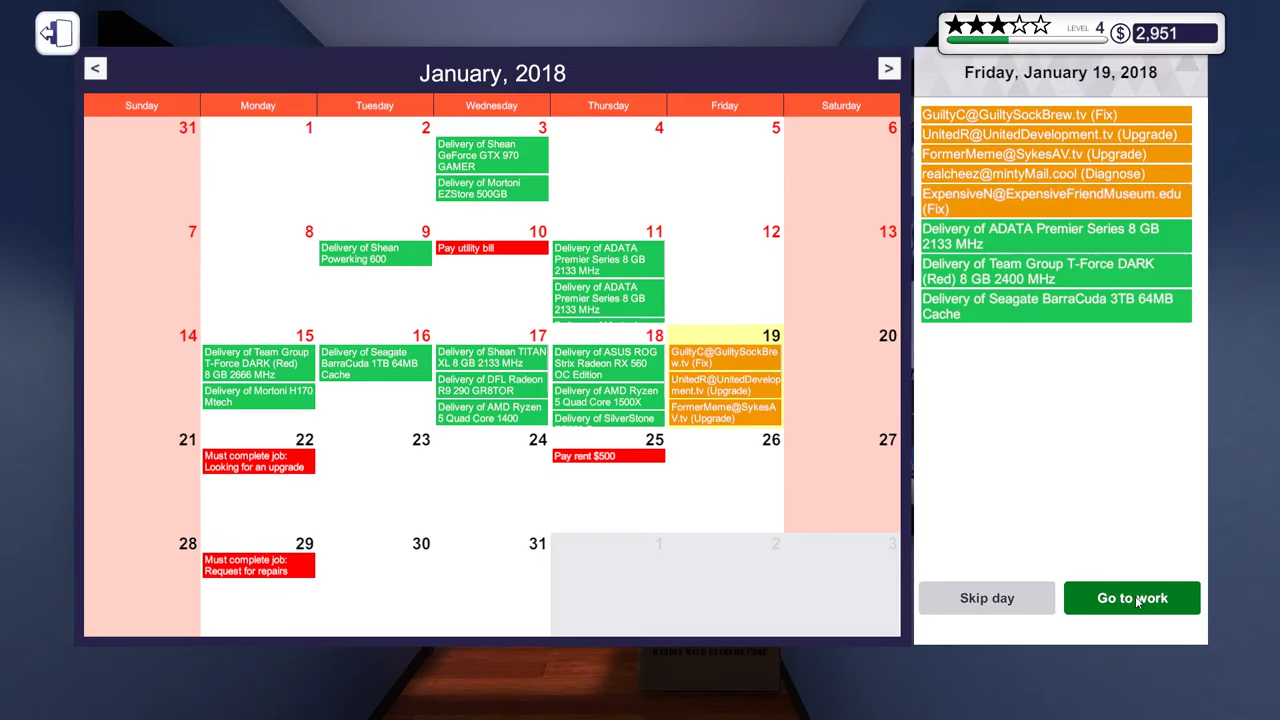 LEVEL 4
$ 2,951
< January, 2018 >
Friday, January 19, 2018
Sunday Monday Tuesday Wednesday Thursday Friday Saturday
31 1 2 3 4 5 6
Delivery of Shean
GeForce GTX 970
GAMER
Delivery of Mortoni
EZStore 500GB
7 8 9 10 11 12 13
Delivery of Shean
Powerking 600
Pay utility bill
Delivery of ADATA
Premier Series 8 GB
2133 MHz
Delivery of ADATA
Premier Series 8 GB
2133 MHz
14 15 16 17 18 19 20
Delivery of Team Group
T-Force DARK (Red)
8 GB 2666 MHz
Delivery of Mortoni H170
Mtech
Delivery of Seagate
BarraCuda 1TB 64MB
Cache
Delivery of Shean TITAN
XL 8 GB 2133 MHz
Delivery of DFL Radeon
R9 290 GR8TOR
Delivery of AMD Ryzen
5 Quad Core 1400
Delivery of ASUS ROG
Strix Radeon RX 560
OC Edition
Delivery of AMD Ryzen
5 Quad Core 1500X
Delivery of SilverStone
GuiltyC@GuiltySockBre
w.tv (Fix)
UnitedR@UnitedDevelop
ment.tv (Upgrade)
FormerMeme@SykesA
V.tv (Upgrade)
21 22 23 24 25 26 27
Must complete job:
Looking for an upgrade
Pay rent $500
28 29 30 31 1 2 3
Must complete job:
Request for repairs
GuiltyC@GuiltySockBrew.tv (Fix)
UnitedR@UnitedDevelopment.tv (Upgrade)
FormerMeme@SykesAV.tv (Upgrade)
realcheez@mintyMail.cool (Diagnose)
ExpensiveN@ExpensiveFriendMuseum.edu
(Fix)
Delivery of ADATA Premier Series 8 GB
2133 MHz
Delivery of Team Group T-Force DARK
(Red) 8 GB 2400 MHz
Delivery of Seagate BarraCuda 3TB 64MB
Cache
Skip day
Go to work
HANDLE WITH EXTREME CARE